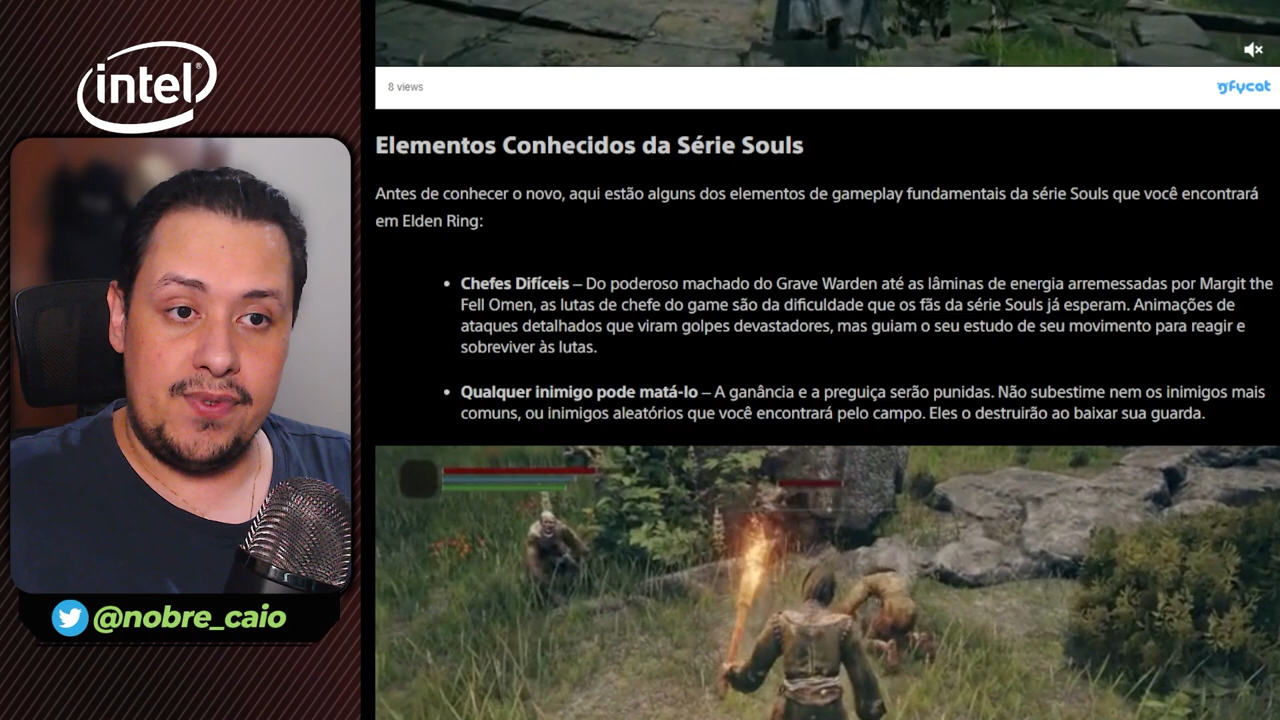 intel®
@nobre_caio
8 views
gfycat
Elementos Conhecidos da Série Souls
Antes de conhecer o novo, aqui estão alguns dos elementos de gameplay fundamentais da série Souls que você encontrará
em Elden Ring:
• Chefes Difíceis – Do poderoso machado do Grave Warden até as lâminas de energia arremessadas por Margit the
Fell Omen, as lutas de chefe do game são da dificuldade que os fãs da série Souls já esperam. Animações de
ataques detalhados que viram golpes devastadores, mas guiam o seu estudo de seu movimento para reagir e
sobreviver às lutas.
• Qualquer inimigo pode matá-lo – A ganância e a preguiça serão punidas. Não subestime nem os inimigos mais
comuns, ou inimigos aleatórios que você encontrará pelo campo. Eles o destruirão ao baixar sua guarda.